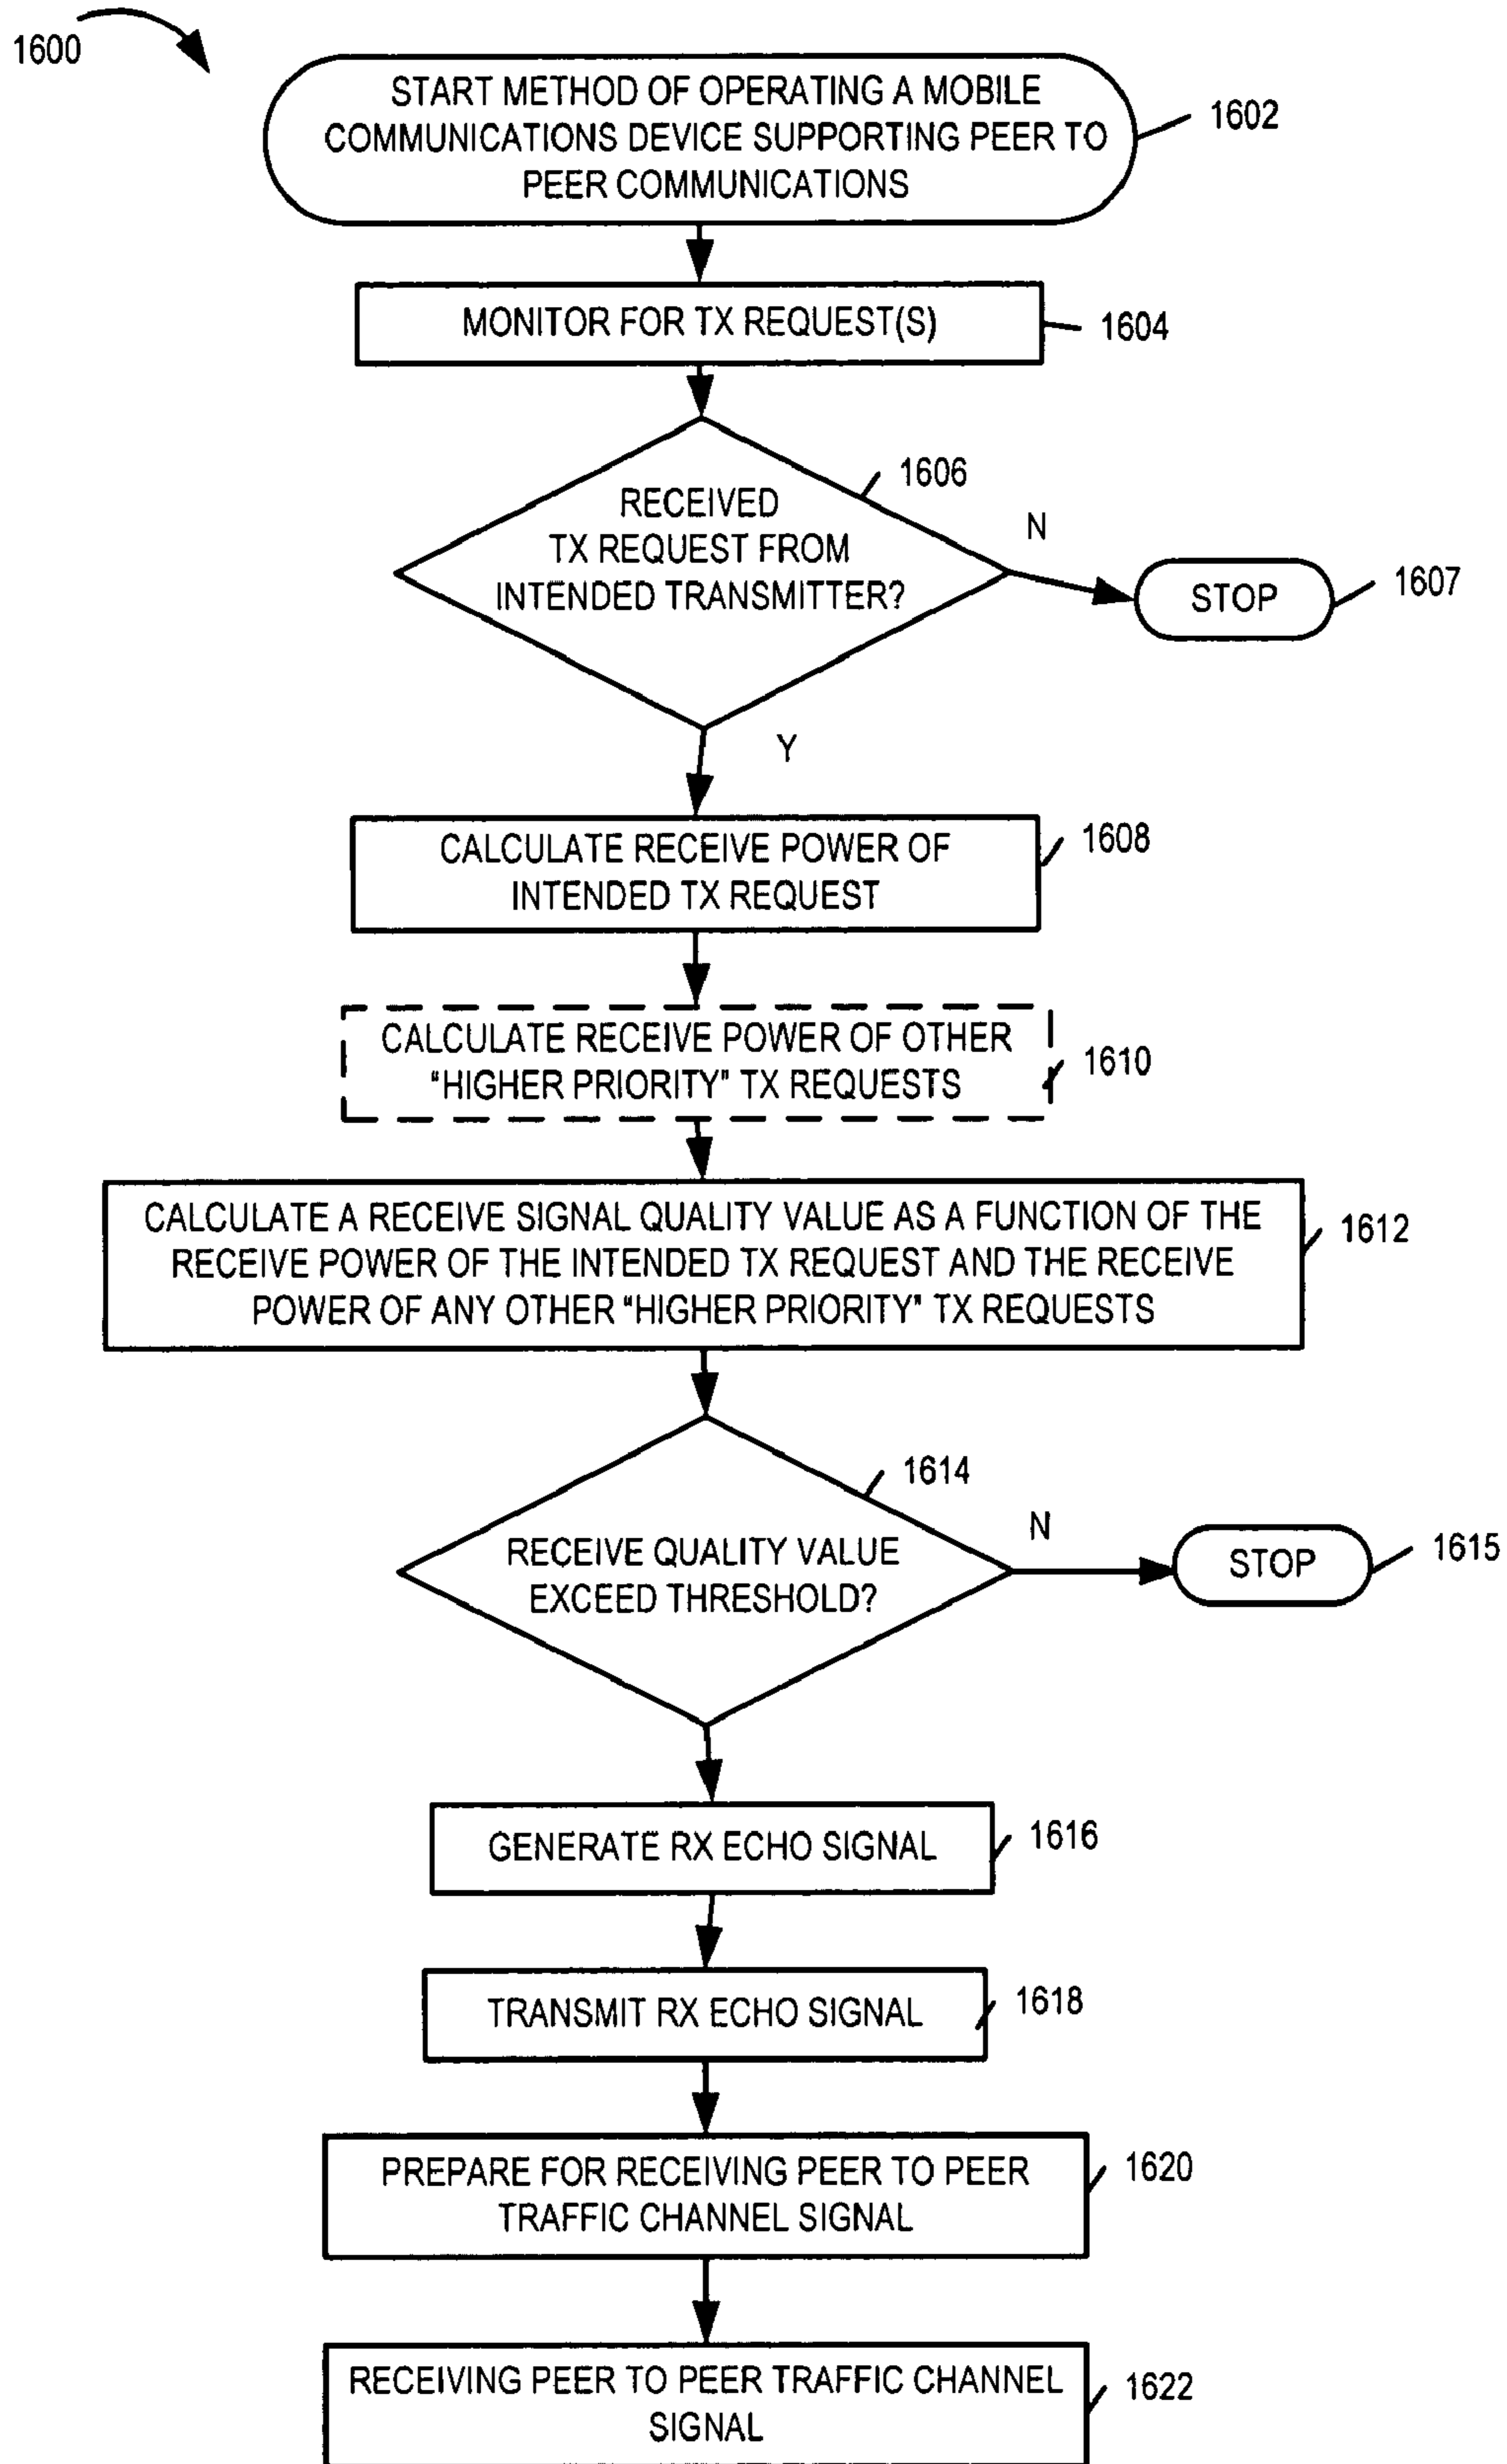 1600
START METHOD OF OPERATING A MOBILE
COMMUNICATIONS DEVICE SUPPORTING PEER TO
PEER COMMUNICATIONS
1602
MONITOR FOR TX REQUEST(S)
1604
1606
RECEIVED
TX REQUEST FROM
INTENDED TRANSMITTER?
N
STOP
1607
Y
CALCULATE RECEIVE POWER OF
INTENDED TX REQUEST
1608
CALCULATE RECEIVE POWER OF OTHER
"HIGHER PRIORITY" TX REQUESTS
1610
CALCULATE A RECEIVE SIGNAL QUALITY VALUE AS A FUNCTION OF THE
RECEIVE POWER OF THE INTENDED TX REQUEST AND THE RECEIVE
POWER OF ANY OTHER "HIGHER PRIORITY" TX REQUESTS
1612
1614
RECEIVE QUALITY VALUE
EXCEED THRESHOLD?
N
STOP
1615
GENERATE RX ECHO SIGNAL
1616
TRANSMIT RX ECHO SIGNAL
1618
PREPARE FOR RECEIVING PEER TO PEER
TRAFFIC CHANNEL SIGNAL
1620
RECEIVING PEER TO PEER TRAFFIC CHANNEL
SIGNAL
1622